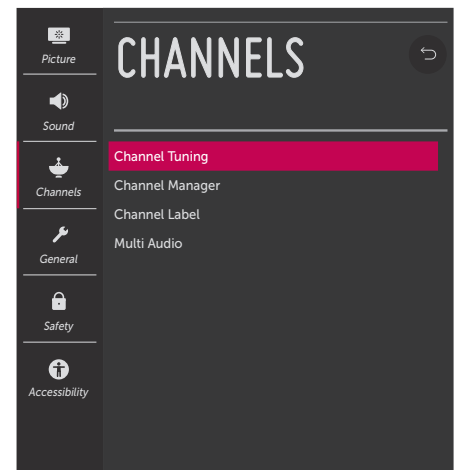 Picture
Sound
Channels
General
Safety
Accessibility
CHANNELS
Channel Tuning
Channel Manager
Channel Label
Multi Audio